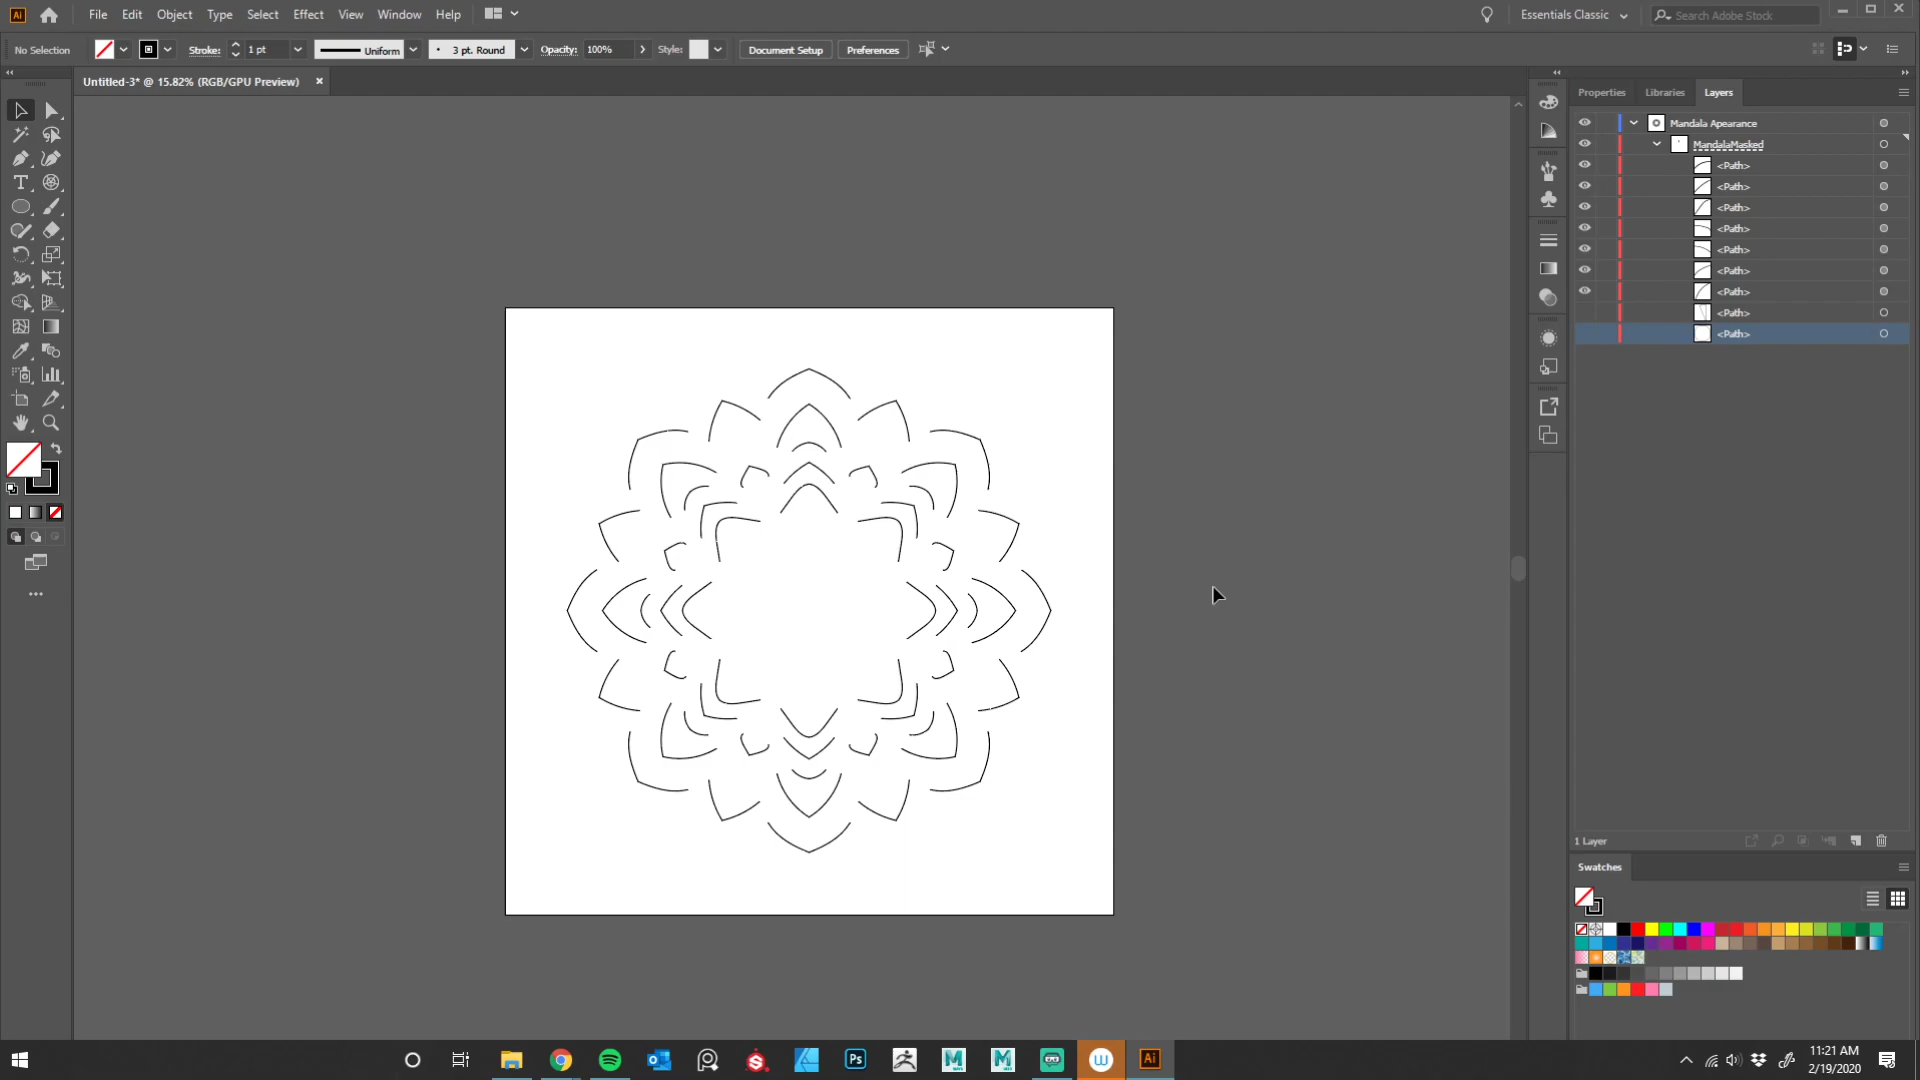 Ai File Edit Object Type Select Effect View Window Help Essentials Classic Search Adobe Stock
No Selection Stroke: 1 pt Uniform 3 pt. Round Opacity: 100% Style: Document Setup Preferences
Untitled-3* @ 15.82% (RGB/GPU Preview)
Properties Libraries Layers
Mandala Apearance
MandalaMasked
<Path>
<Path>
<Path>
<Path>
<Path>
<Path>
<Path>
<Path>
<Path>
1 Layer
Swatches
Ps Ai
11:21 AM
2/19/2020